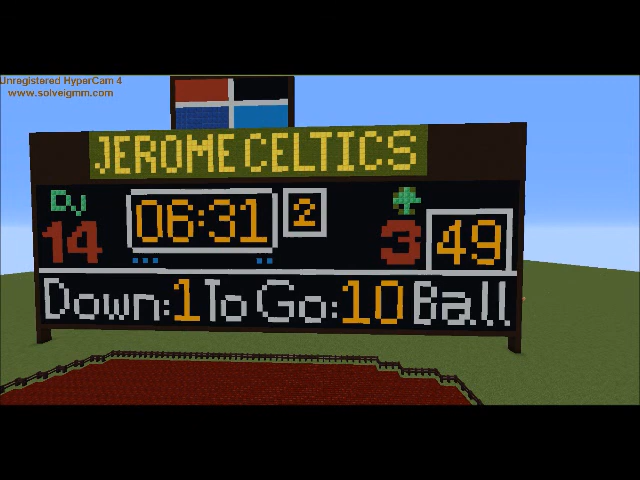 Unregistered HyperCam 4
www.solveigmm.com
JEROME CELTICS
DJ 06:31 2
14 3 49
Down:1 To Go:10 Ball